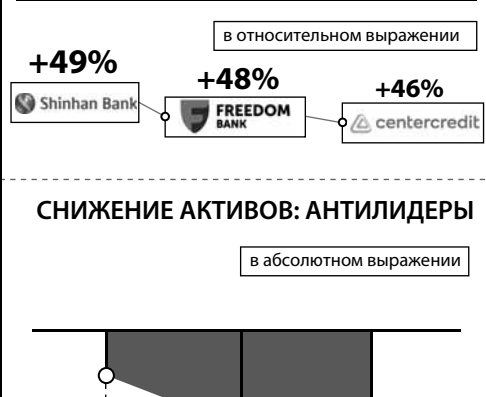 в относительном выражении
+49%
+48%
+46%
Shinhan Bank
FREEDOM
BANK
centercredit
СНИЖЕНИЕ АКТИВОВ: АНТИЛИДЕРЫ
в абсолютном выражении